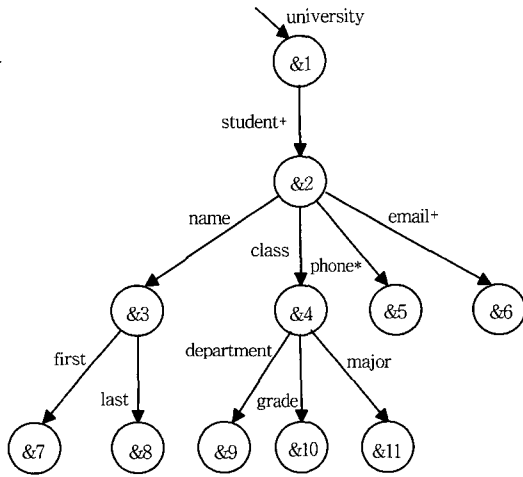 university
&1
student+
&2
name
class
phone*
email+
&3
&4
&5
&6
first
last
department
grade
major
&7
&8
&9
&10
&11